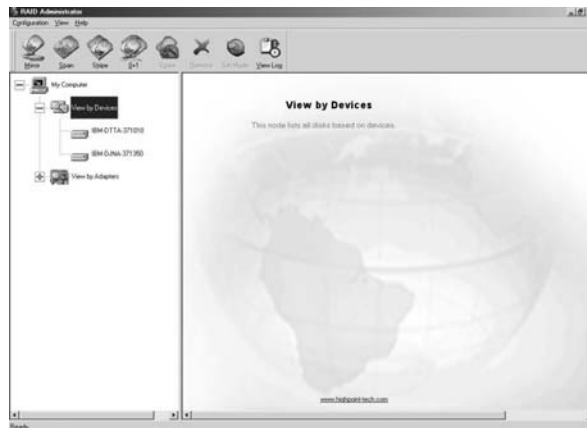 RAID Administrator
Configuration View Help
Mirror Span Stripe 0+1 Spare Remove Set Mode View Log
My Computer
View by Devices
IBM-DTTA-371010
IBM-DJNA-371350
View by Adapters
View by Devices
This node lists all disks based on devices.
www.highpoint-tech.com
Ready